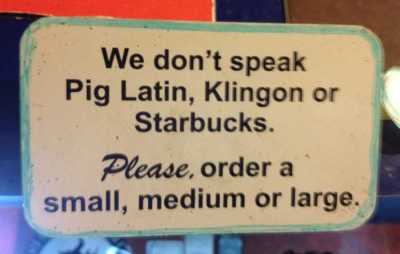 We don't speak
Pig Latin, Klingon or
Starbucks.
Please, order a
small, medium or large.